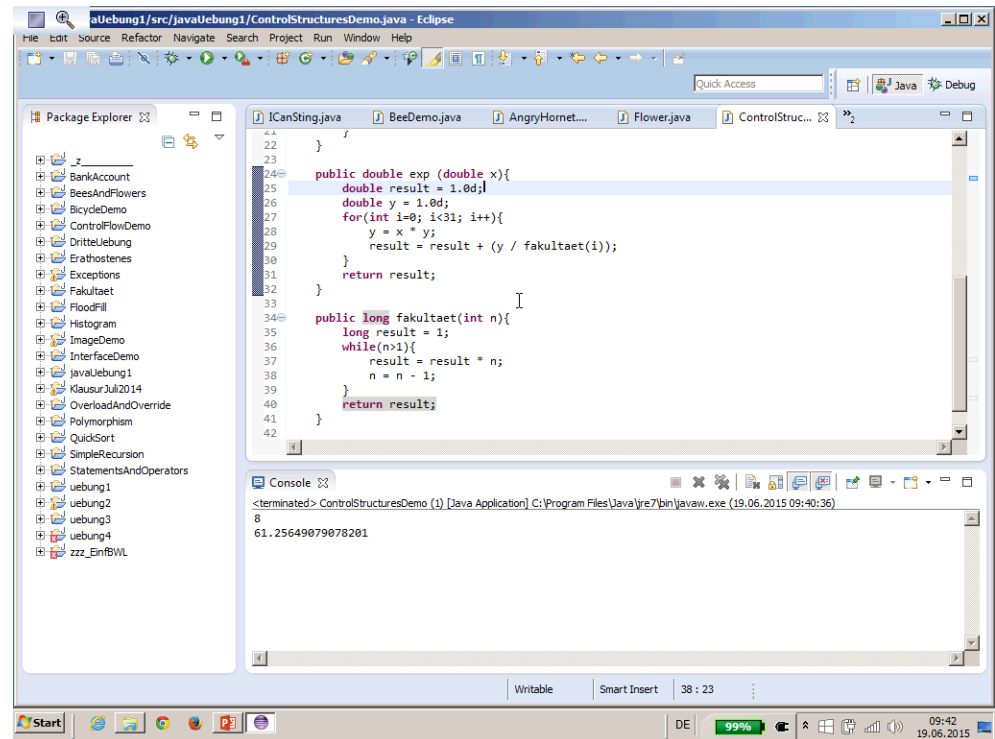 aUebung1/src/javaUebung1/ControlStructuresDemo.java - Eclipse
File Edit Source Refactor Navigate Search Project Run Window Help
Quick Access
Java
Debug
Package Explorer
_z________
BankAccount
BeesAndFlowers
BicycleDemo
ControlFlowDemo
DritteUebung
Erathostenes
Exceptions
Fakultaet
FloodFill
Histogram
ImageDemo
InterfaceDemo
javaUebung1
KlausurJuli2014
OverloadAndOverride
Polymorphism
QuickSort
SimpleRecursion
StatementsAndOperators
uebung1
uebung2
uebung3
uebung4
zzz_EinfBWL
ICanSting.java BeeDemo.java AngryHornet.... Flower.java ControlStruc... »2
21 }
22 }
23
24 public double exp (double x){
25 double result = 1.0d;
26 double y = 1.0d;
27 for(int i=0; i<31; i++){
28 y = x * y;
29 result = result + (y / fakultaet(i));
30 }
31 return result;
32 }
33
34 public long fakultaet(int n){
35 long result = 1;
36 while(n>1){
37 result = result * n;
38 n = n - 1;
39 }
40 return result;
41 }
42
Console
<terminated> ControlStructuresDemo (1) [Java Application] C:\Program Files\Java\jre7\bin\javaw.exe (19.06.2015 09:40:36)
8
61.25649079078201
Writable Smart Insert 38 : 23
Start DE 99% 09:42
19.06.2015